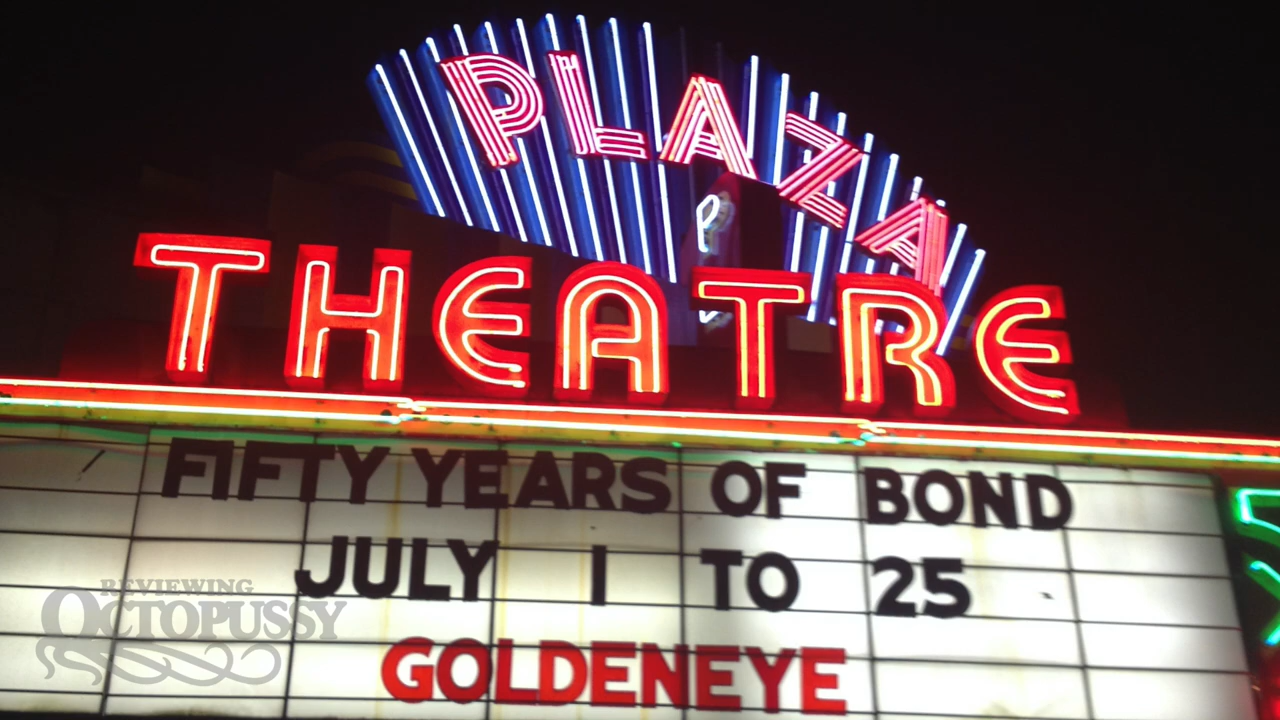 PLAZA
THEATRE
FIFTY YEARS OF BOND
JULY 1 TO 25
GOLDENEYE
REVIEWING
OCTOPUSSY